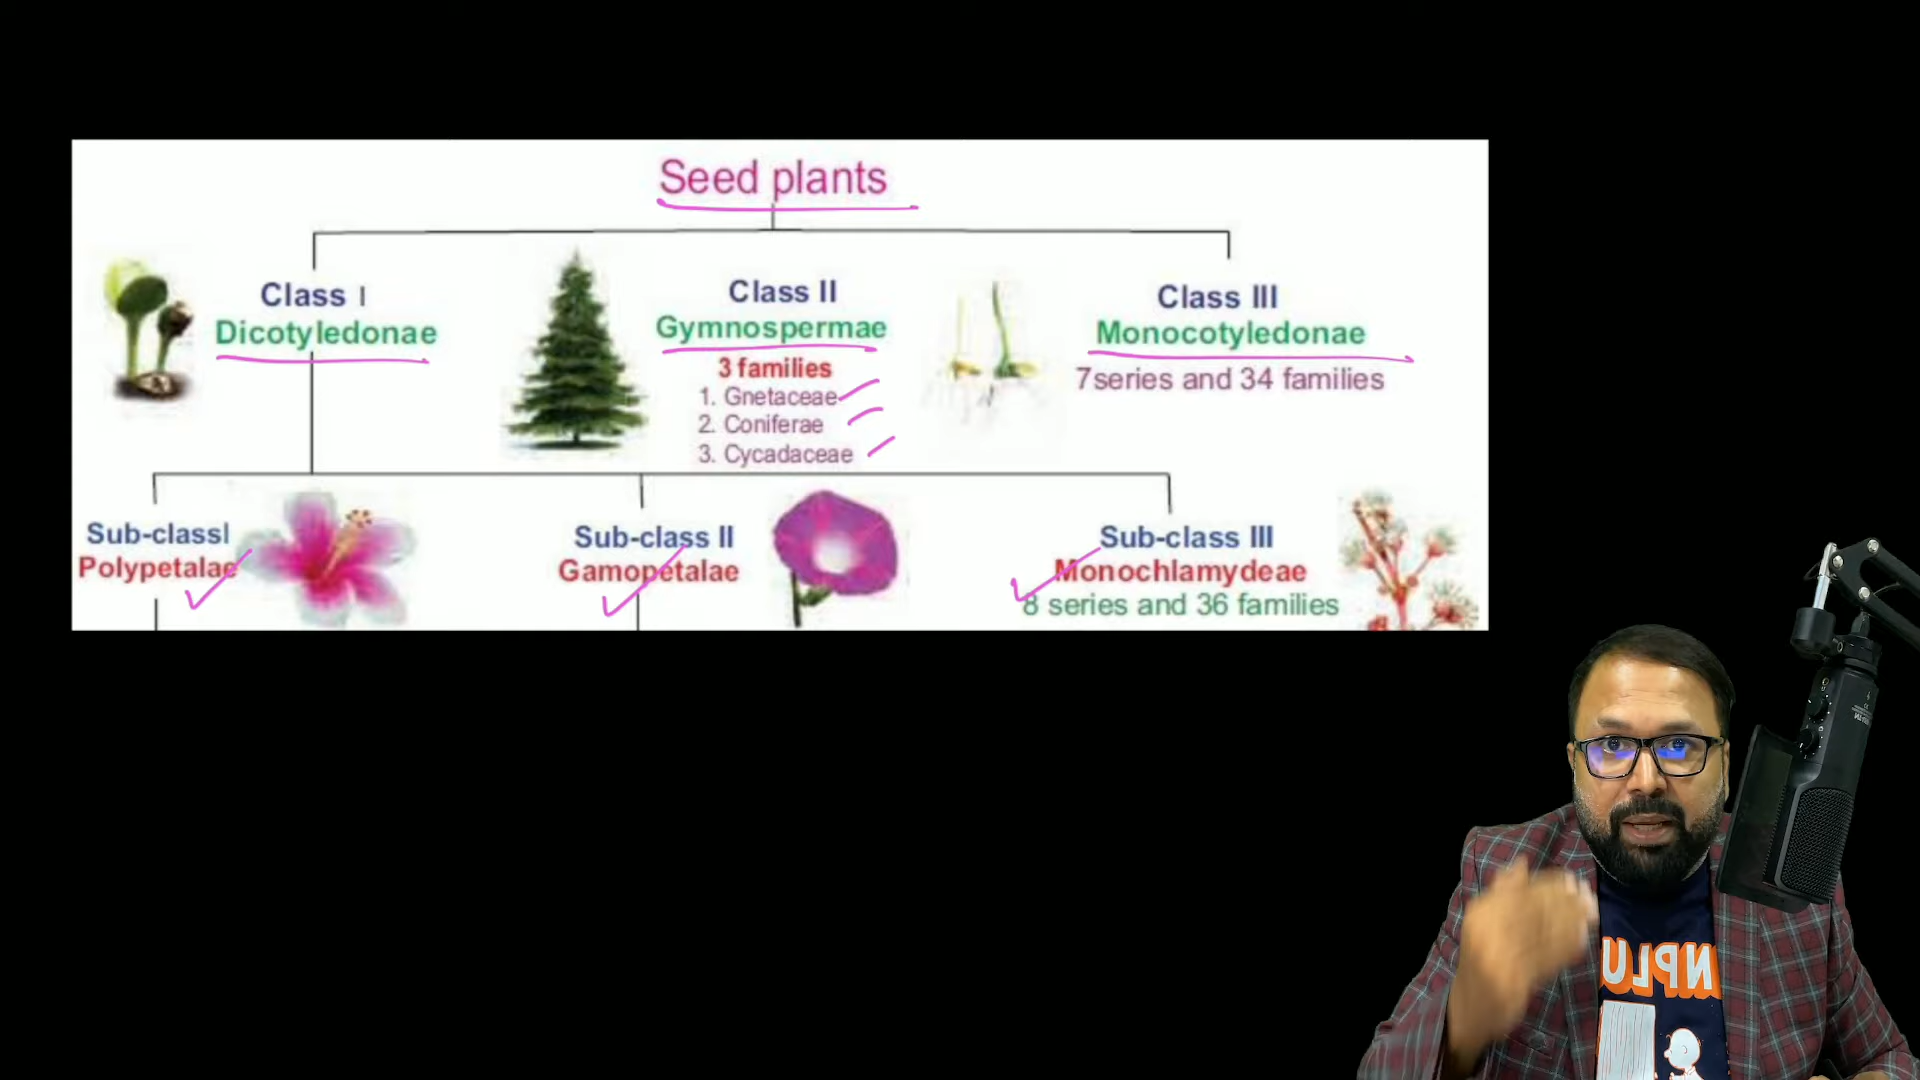 Seed plants
Class I
Dicotyledonae
Class II
Gymnospermae
3 families
1. Gnetaceae
2. Coniferae
3. Cycadaceae
Class III
Monocotyledonae
7series and 34 families
Sub-classI
Polypetalae
Sub-class II
Gamopetalae
Sub-class III
Monochlamydeae
8 series and 36 families